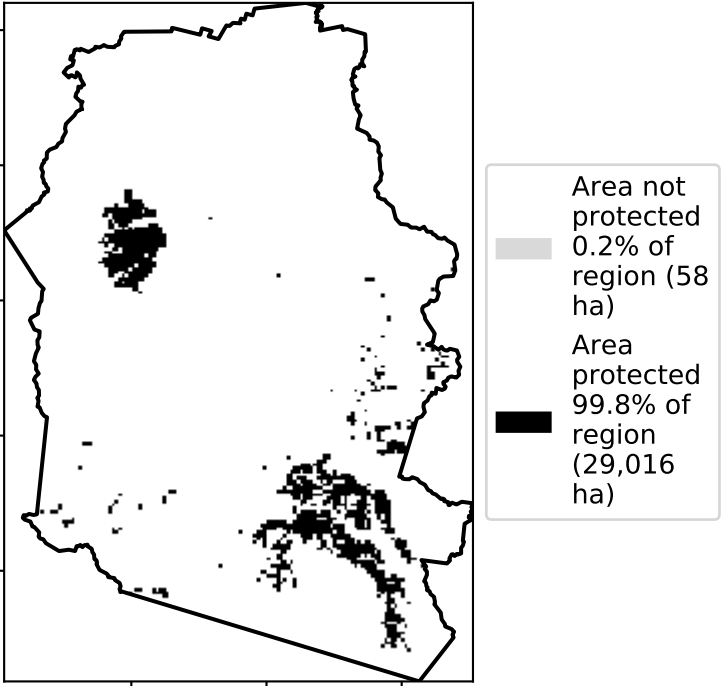 Area not
protected
0.2% of
region (58
ha)
Area
protected
99.8% of
region
(29,016
ha)